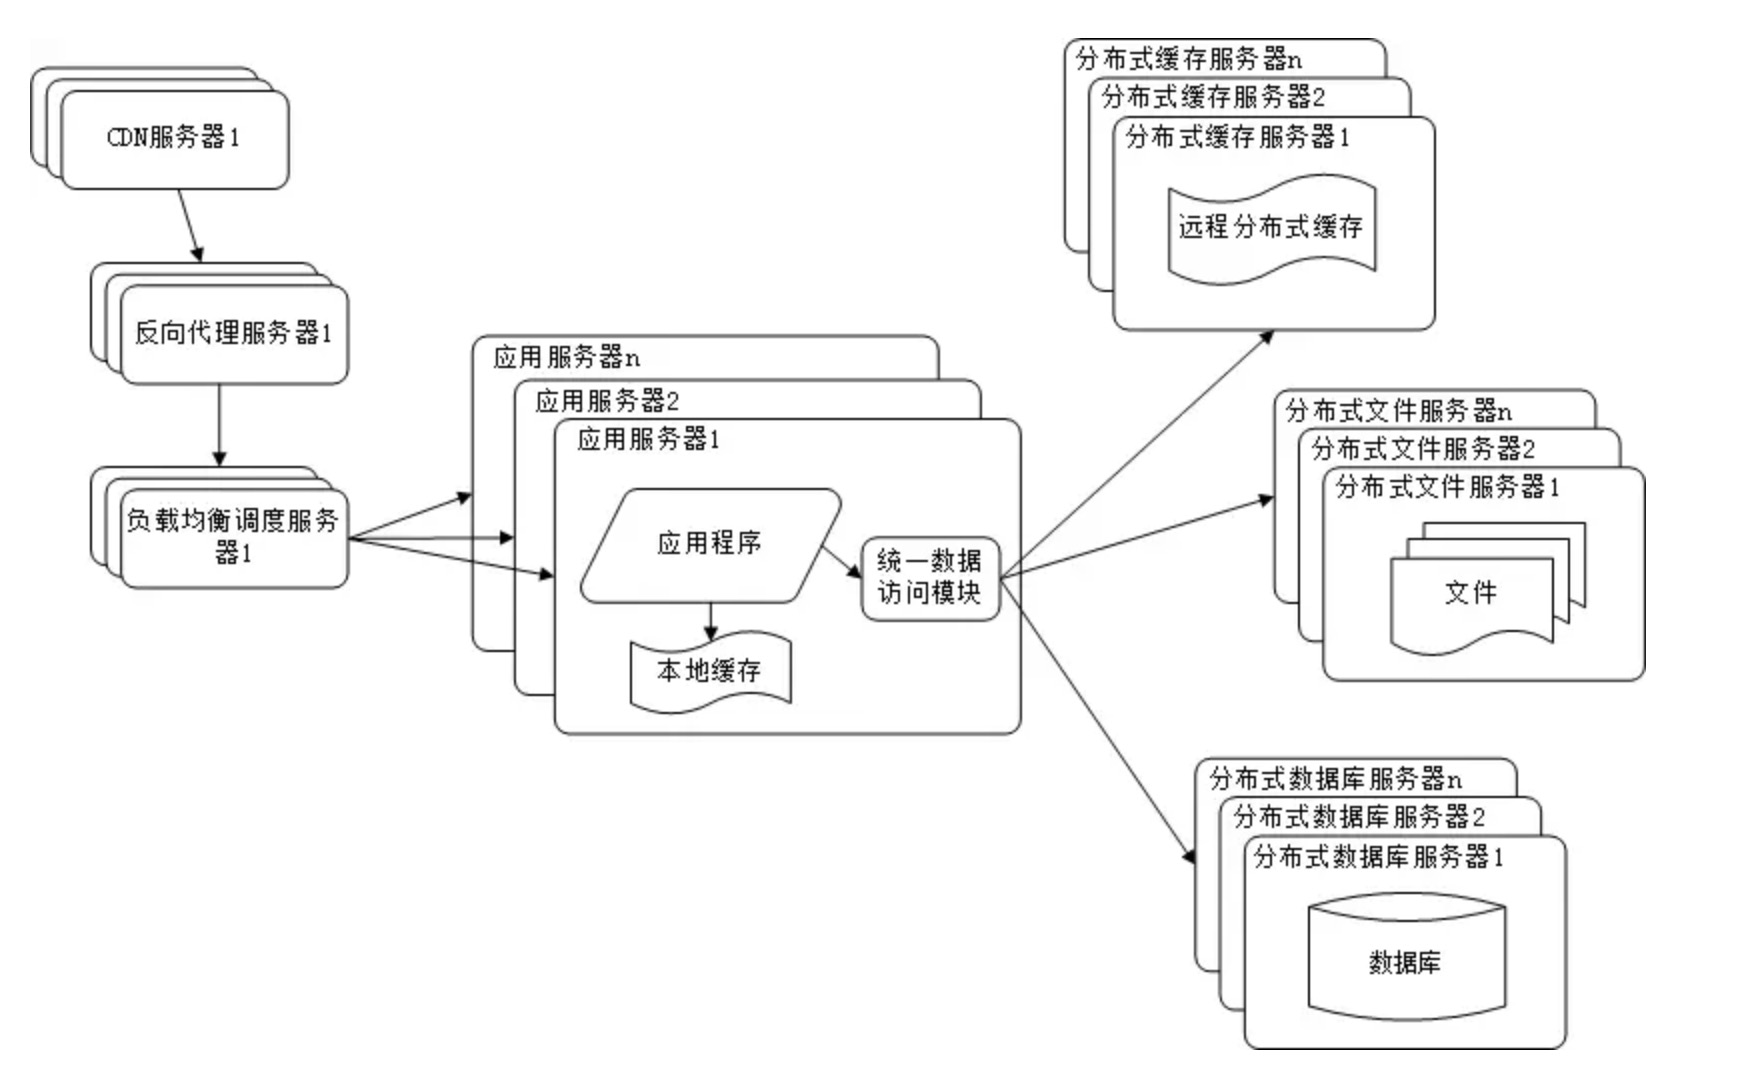 CDN服务器1
反向代理服务器1
负载均衡调度服务
器1
应用服务器n
应用服务器2
应用服务器1
应用程序
统一数据
访问模块
本地缓存
分布式缓存服务器n
分布式缓存服务器2
分布式缓存服务器1
远程分布式缓存
分布式文件服务器n
分布式文件服务器2
分布式文件服务器1
文件
分布式数据库服务器n
分布式数据库服务器2
分布式数据库服务器1
数据库